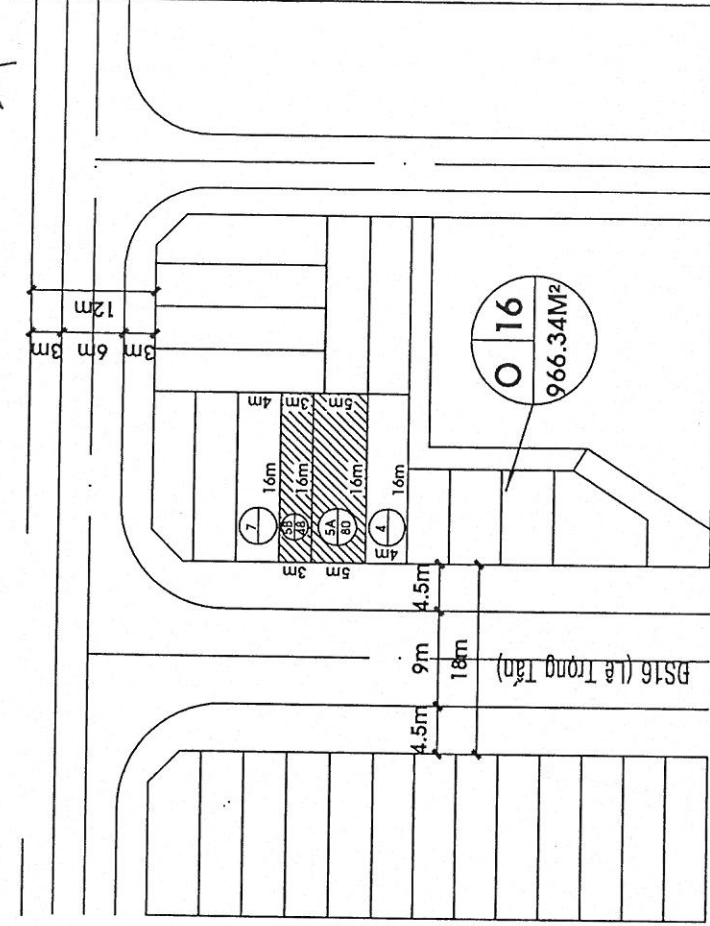 3m
6m
3m
12m
4m
3m
5m
7
16m
5B
48
16m
5A
80
16m
4
16m
3m
5m
4m
O 16
966.34M²
4.5m
9m
4.5m
18m
ĐS16 (Lê Trọng Tấn)